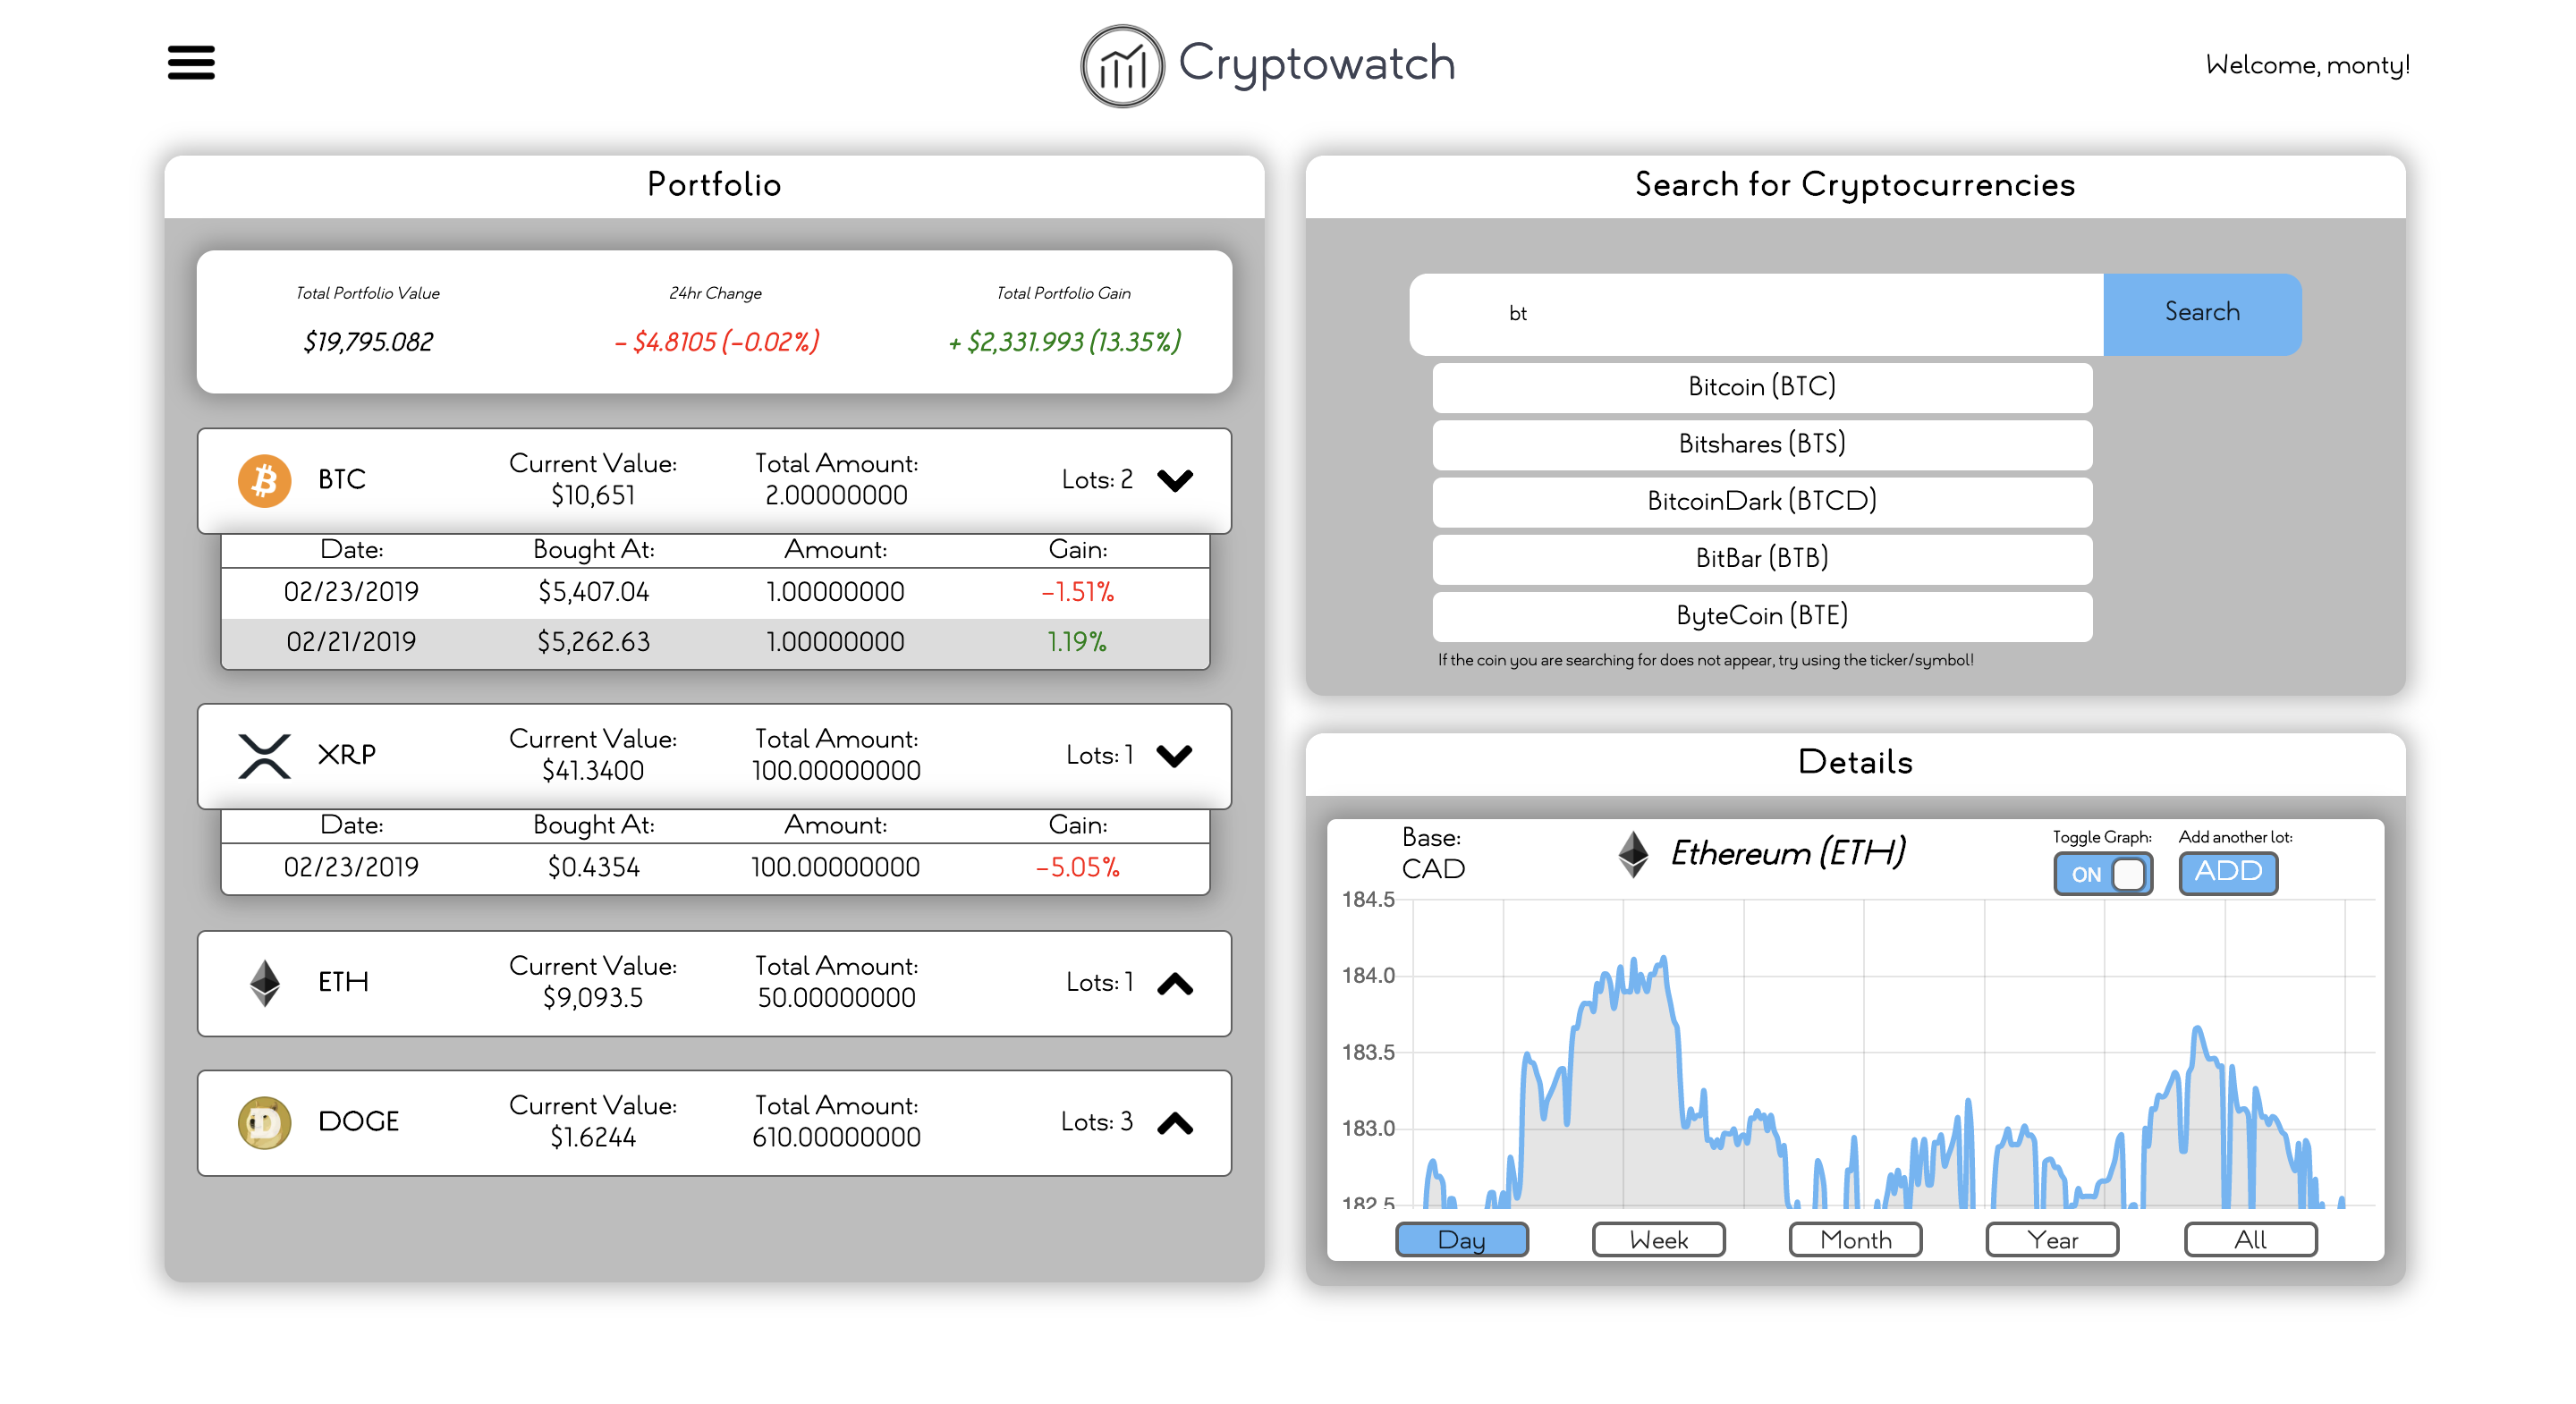 Cryptowatch
Welcome, monty!
Portfolio
Total Portfolio Value
24hr Change
Total Portfolio Gain
$19,795.082
- $4.8105 (-0.02%)
+ $2,331.993 (13.35%)
BTC
Current Value:
$10,651
Total Amount:
2.00000000
Lots: 2
Date:
Bought At:
Amount:
Gain:
02/23/2019
$5,407.04
1.00000000
-1.51%
02/21/2019
$5,262.63
1.00000000
1.19%
XRP
Current Value:
$41.3400
Total Amount:
100.00000000
Lots: 1
Date:
Bought At:
Amount:
Gain:
02/23/2019
$0.4354
100.00000000
-5.05%
ETH
Current Value:
$9,093.5
Total Amount:
50.00000000
Lots: 1
DOGE
Current Value:
$1.6244
Total Amount:
610.00000000
Lots: 3
Search for Cryptocurrencies
bt
Search
Bitcoin (BTC)
Bitshares (BTS)
BitcoinDark (BTCD)
BitBar (BTB)
ByteCoin (BTE)
If the coin you are searching for does not appear, try using the ticker/symbol!
Details
Base:
CAD
Ethereum (ETH)
Toggle Graph:
ON
Add another lot:
ADD
184.5
184.0
183.5
183.0
182.5
Day
Week
Month
Year
All